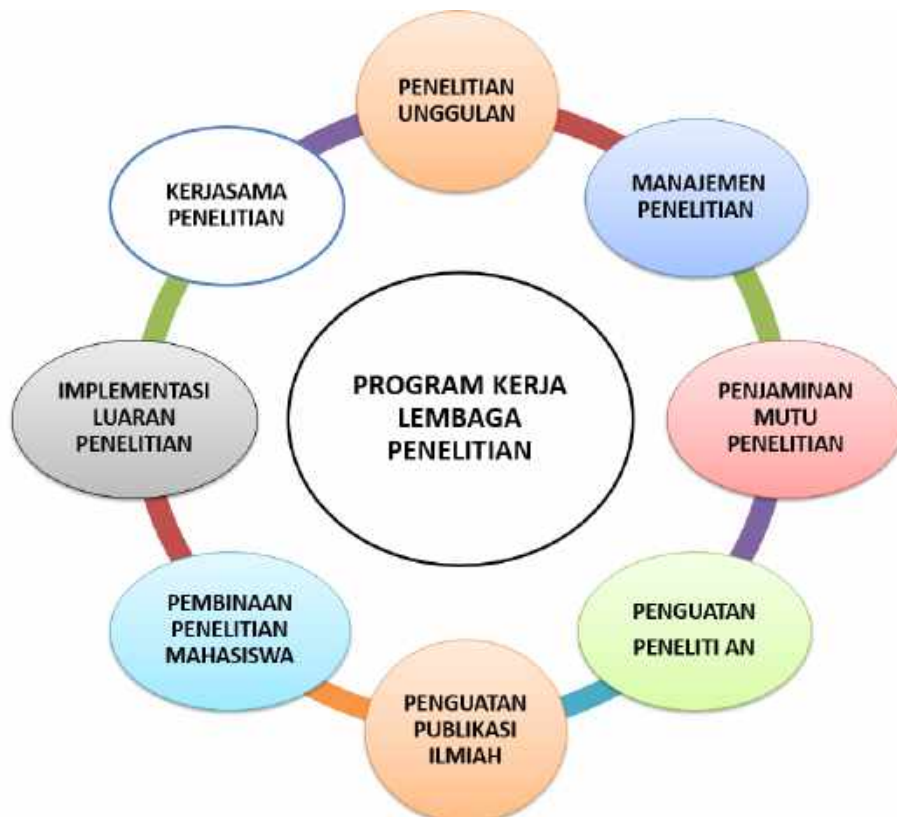 PENELITIAN
UNGGULAN
MANAJEMEN
PENELITIAN
PENJAMINAN
MUTU
PENELITIAN
PENGUATAN
PENELITI AN
PENGUATAN
PUBLIKASI
ILMIAH
PEMBINAAN
PENELITIAN
MAHASISWA
IMPLEMENTASI
LUARAN
PENELITIAN
KERJASAMA
PENELITIAN
PROGRAM KERJA
LEMBAGA
PENELITIAN